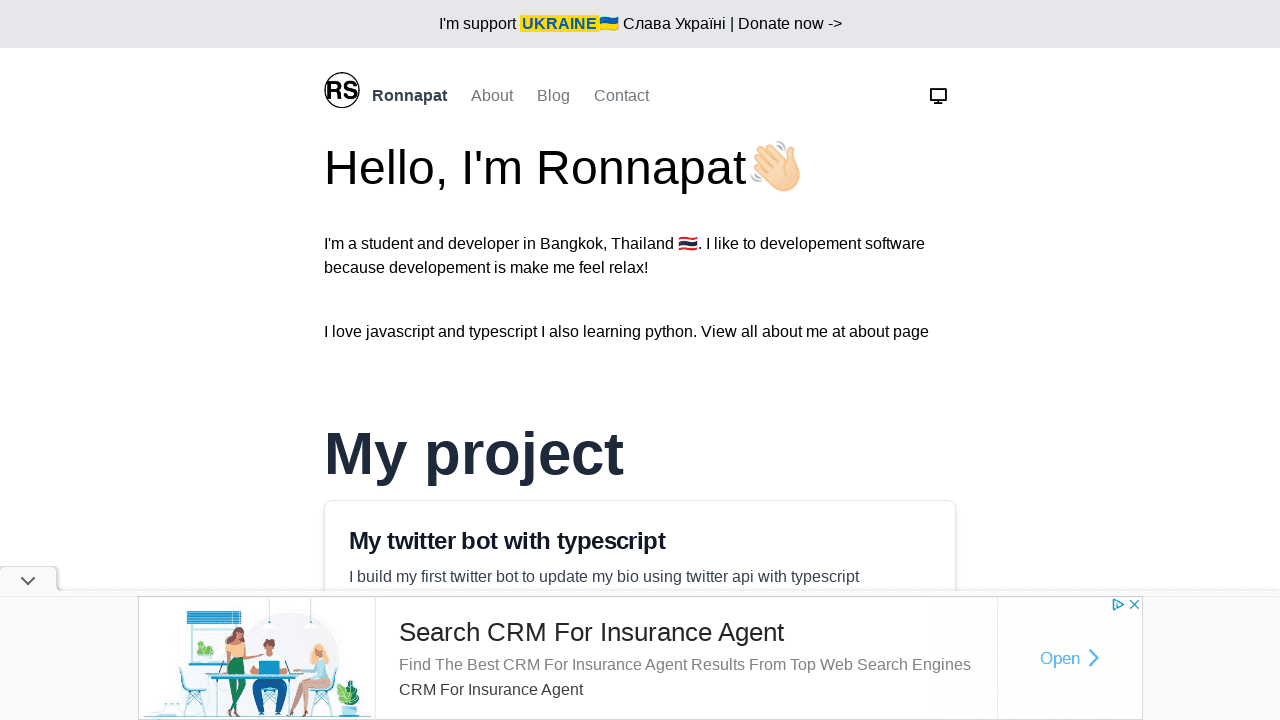 I'm support UKRAINE🇺🇦 Слава Україні | Donate now ->
RS Ronnapat About Blog Contact
Hello, I'm Ronnapat👋🏻
I'm a student and developer in Bangkok, Thailand 🇹🇭. I like to developement software
because developement is make me feel relax!
I love javascript and typescript I also learning python. View all about me at about page
My project
My twitter bot with typescript
I build my first twitter bot to update my bio using twitter api with typescript
Search CRM For Insurance Agent
Find The Best CRM For Insurance Agent Results From Top Web Search Engines
CRM For Insurance Agent
Open